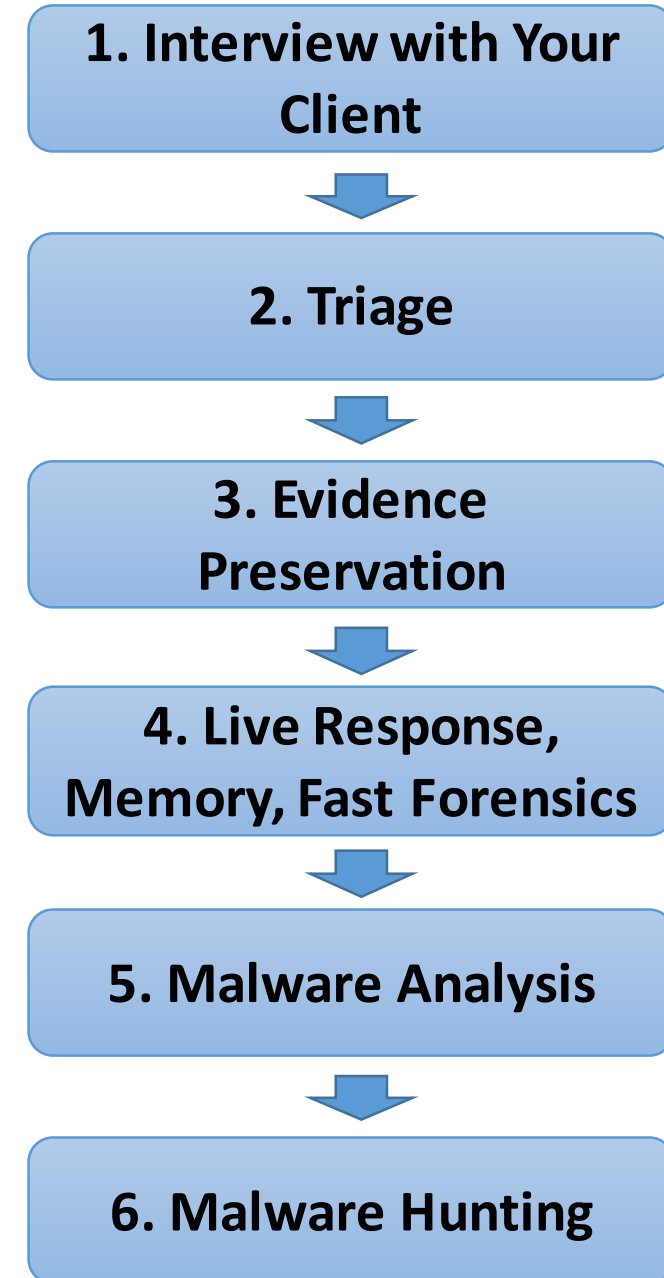 1. Interview with Your
Client
2. Triage
3. Evidence
Preservation
4. Live Response,
Memory, Fast Forensics
5. Malware Analysis
6. Malware Hunting